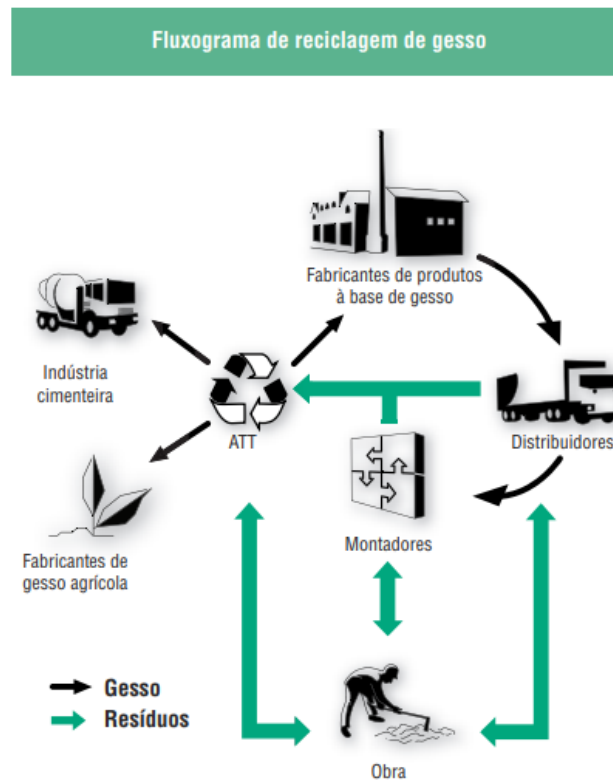 Fluxograma de reciclagem de gesso
Fabricantes de produtos
à base de gesso
Indústria
cimenteira
ATT
Distribuidores
Montadores
Fabricantes de
gesso agrícola
Gesso
Resíduos
Obra